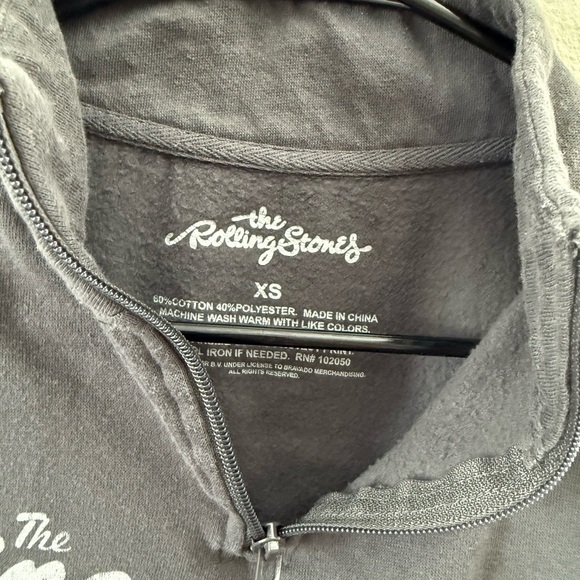 the
Rolling Stones
XS
60%COTTON 40%POLYESTER. MADE IN CHINA
MACHINE WASH WARM WITH LIKE COLORS.
PRINT.
IRON IF NEEDED. RN# 102050
B.V. UNDER LICENSE TO BRAVADO MERCHANDISING.
ALL RIGHTS RESERVED.
The